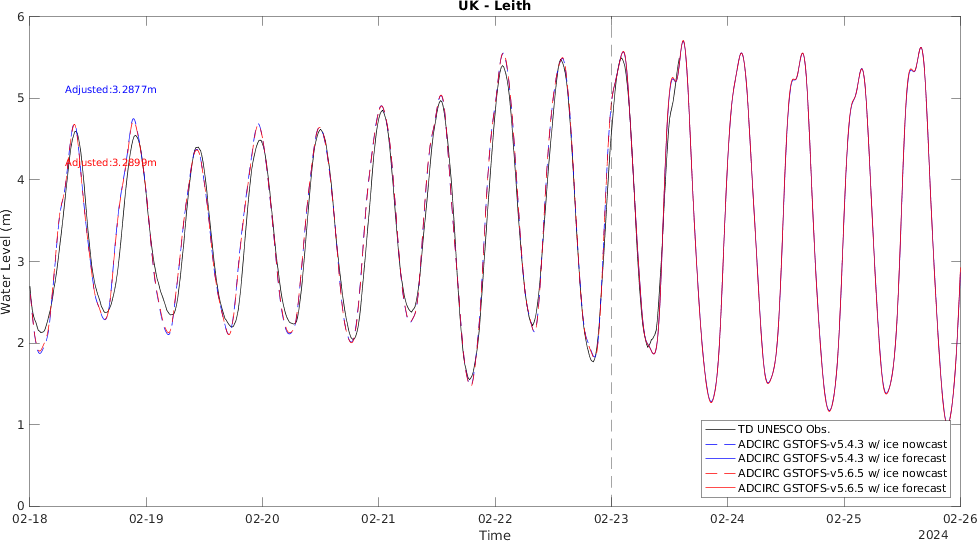 UK - Leith
6
5
4
3
2
1
0
Water Level (m)
Adjusted:3.2877m
Adjusted:3.2899m
TD UNESCO Obs.
ADCIRC GSTOFS-v5.4.3 w/ ice nowcast
ADCIRC GSTOFS-v5.4.3 w/ ice forecast
ADCIRC GSTOFS-v5.6.5 w/ ice nowcast
ADCIRC GSTOFS-v5.6.5 w/ ice forecast
02-18 02-19 02-20 02-21 02-22 02-23 02-24 02-25 02-26
Time
2024